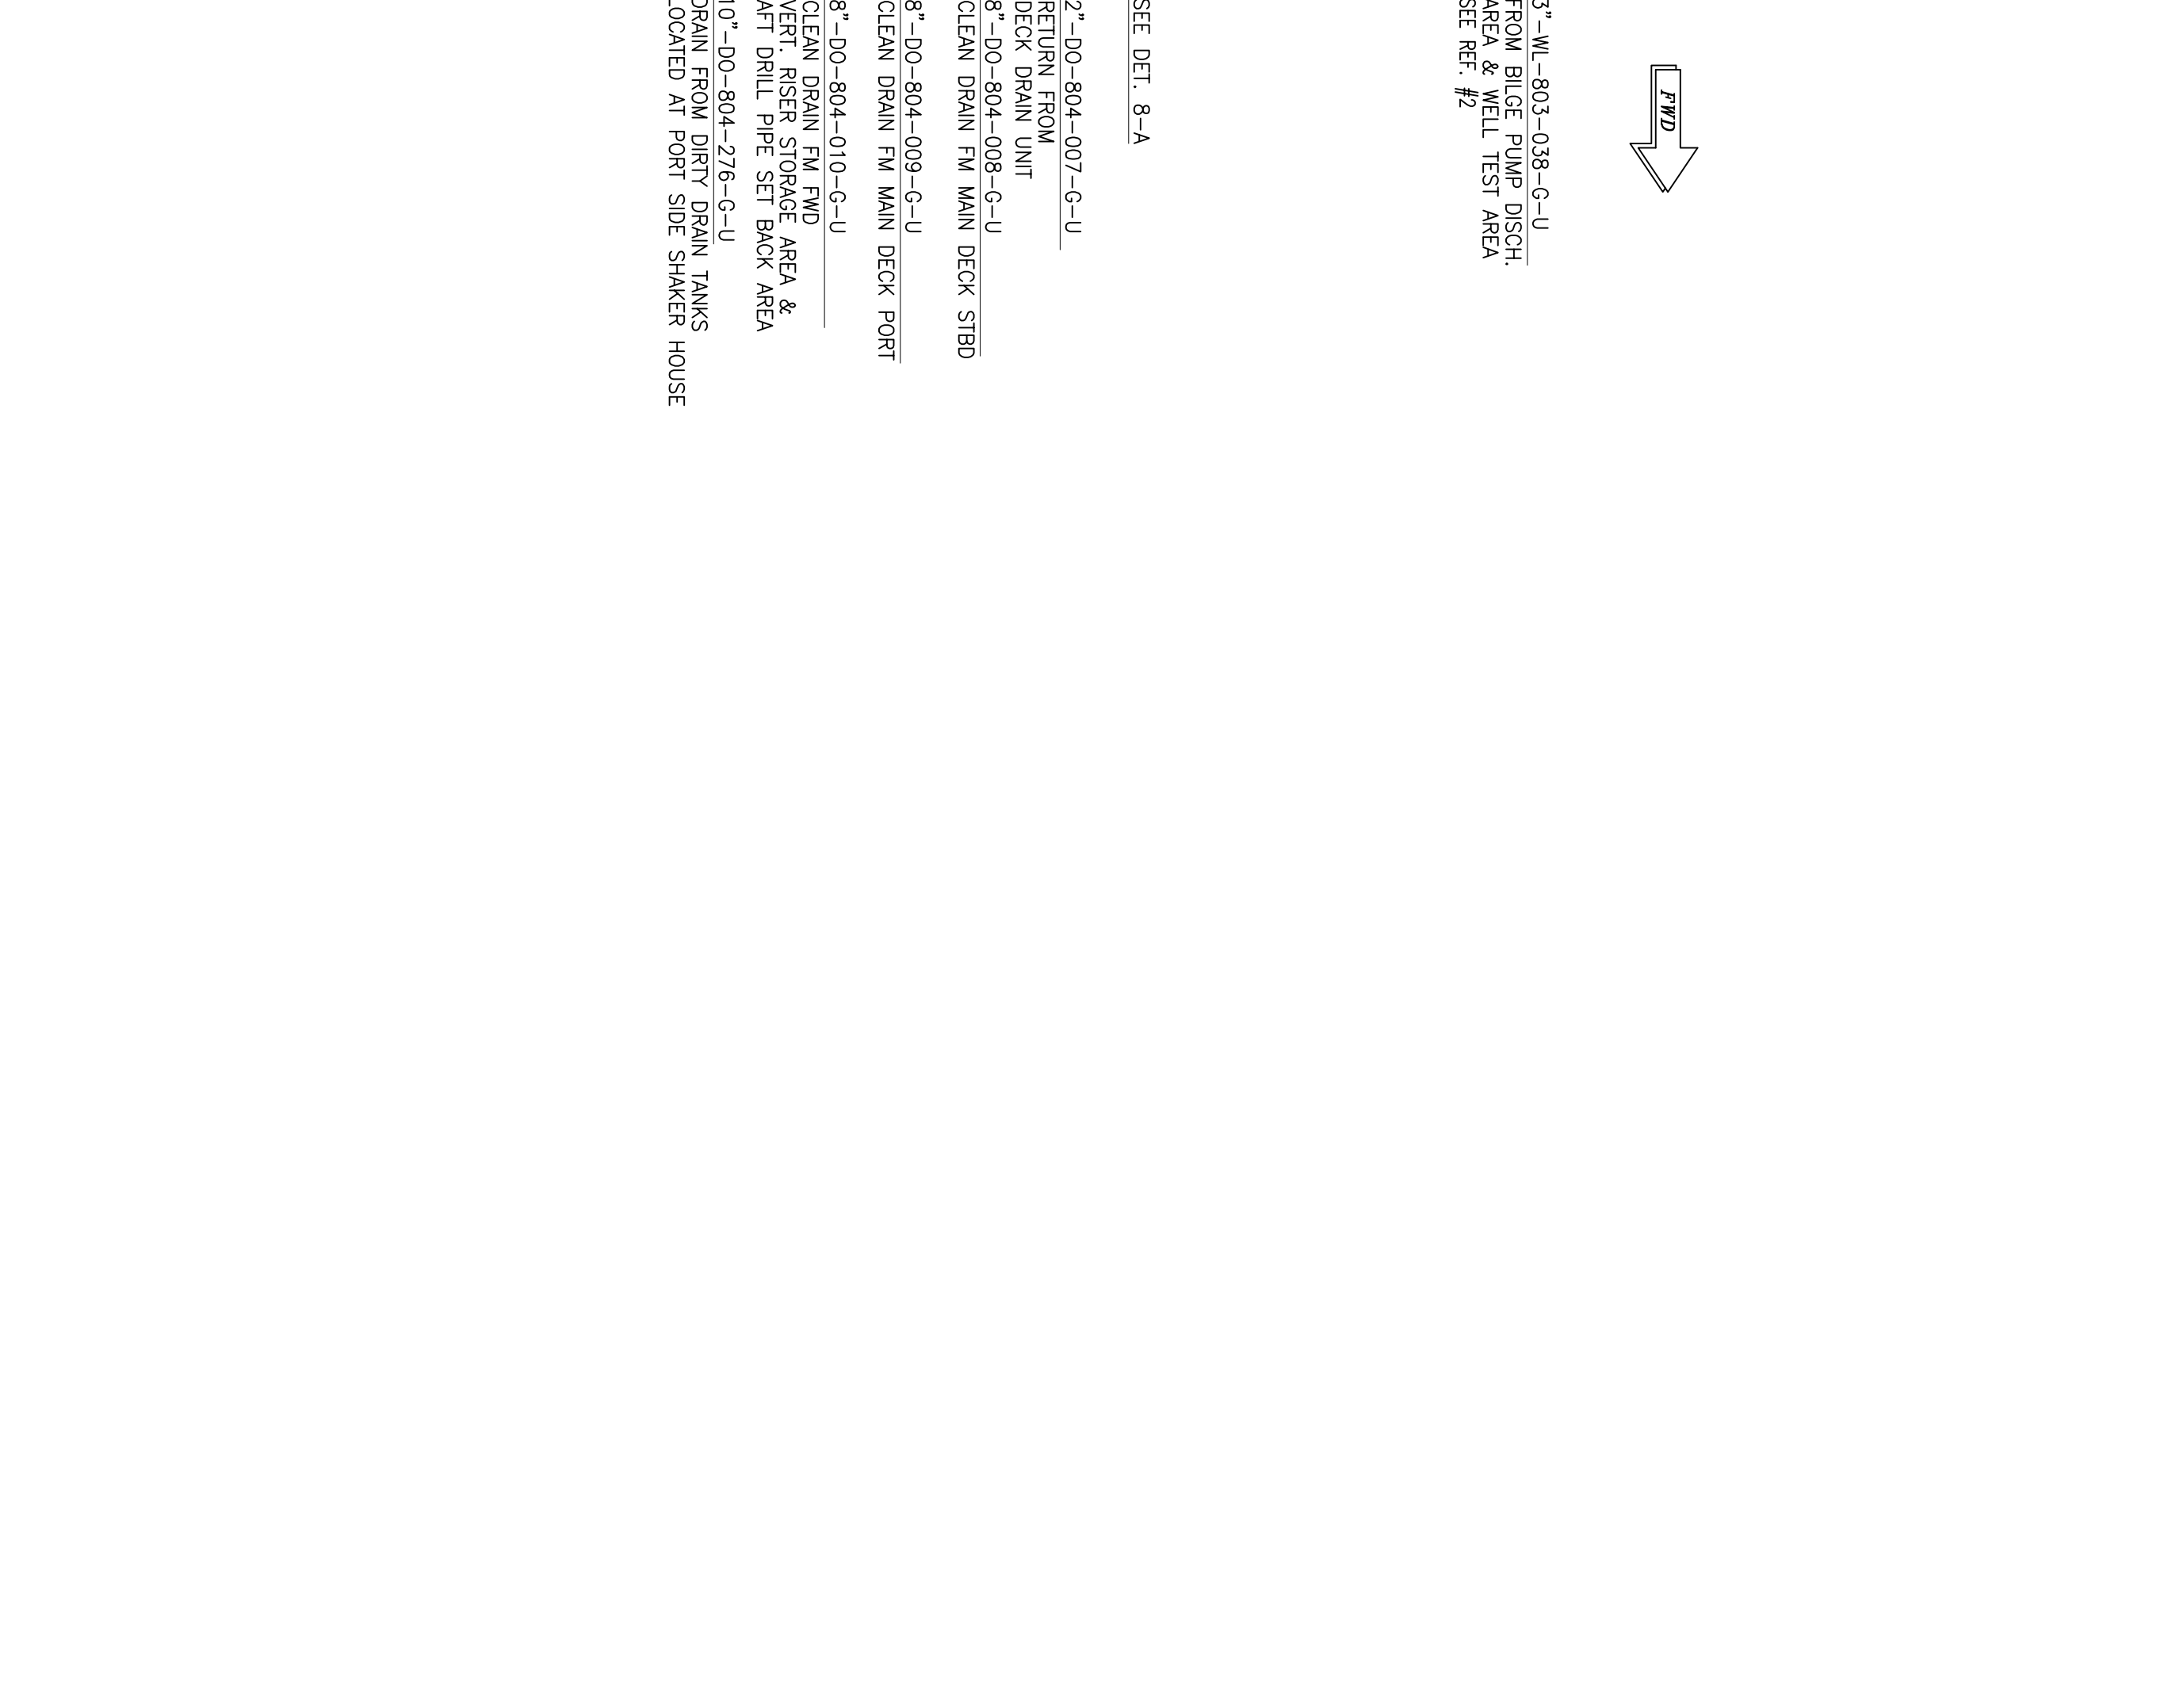 FWD
3"-WL-803-038-G-U
FROM BILGE PUMP DISCH.
AREA & WELL TEST AREA
SEE REF. #2
SEE DET. 8-A
2"-DO-804-007-G-U
RETURN FROM
DECK DRAIN UNIT
8"-DO-804-008-G-U
CLEAN DRAIN FM MAIN DECK STBD
8"-DO-804-009-G-U
CLEAN DRAIN FM MAIN DECK PORT
8"-DO-804-010-G-U
CLEAN DRAIN FM FWD
VERT. RISER STORAGE AREA &
AFT DRILL PIPE SET BACK AREA
10"-DO-804-276-G-U
DRAIN FROM DIRTY DRAIN TANKS
LOCATED AT PORT SIDE SHAKER HOUSE